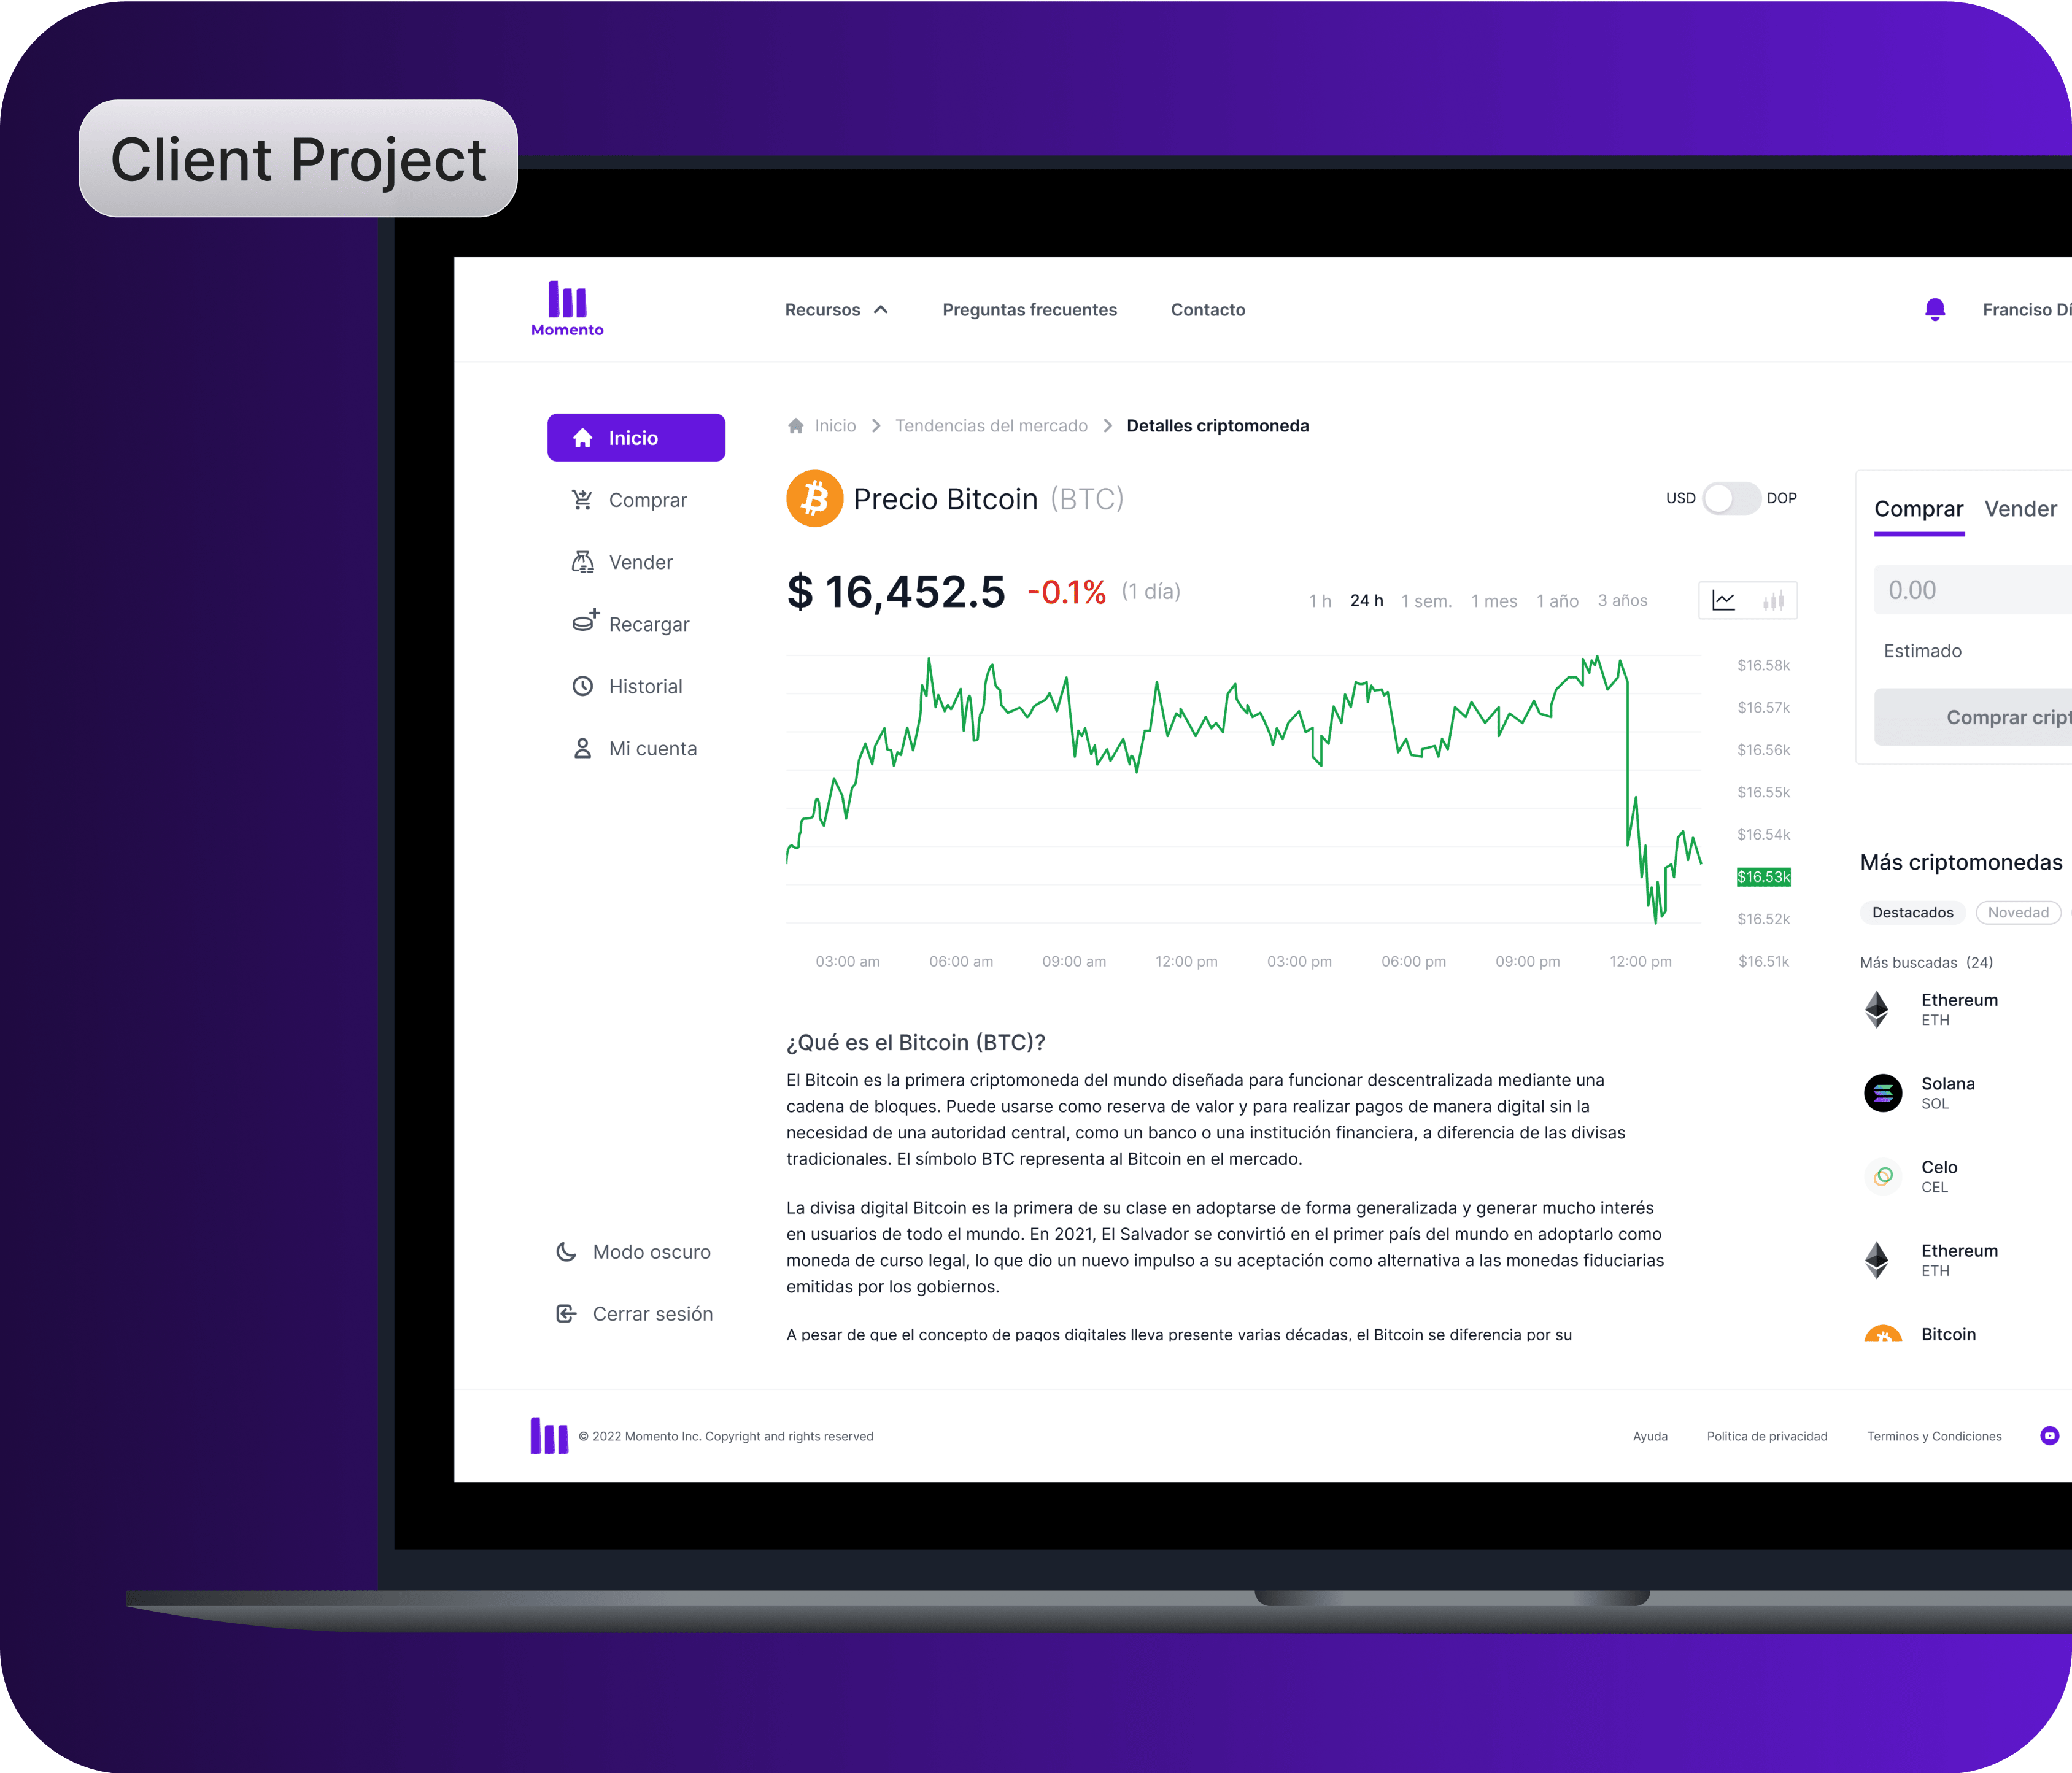 Client Project
Momento
Recursos
Preguntas frecuentes
Contacto
Franciso
Inicio
Comprar
Vender
Recargar
Historial
Mi cuenta
Modo oscuro
Cerrar sesión
Inicio
Tendencias del mercado
Detalles criptomoneda
Precio Bitcoin (BTC)
USD
DOP
$ 16,452.5 -0.1% (1 día)
1 h 24 h 1 sem. 1 mes 1 año 3 años
$16.58k
$16.57k
$16.56k
$16.55k
$16.54k
$16.53k
$16.52k
$16.51k
03:00 am 06:00 am 09:00 am 12:00 pm 03:00 pm 06:00 pm 09:00 pm 12:00 pm
¿Qué es el Bitcoin (BTC)?
El Bitcoin es la primera criptomoneda del mundo diseñada para funcionar descentralizada mediante una
cadena de bloques. Puede usarse como reserva de valor y para realizar pagos de manera digital sin la
necesidad de una autoridad central, como un banco o una institución financiera, a diferencia de las divisas
tradicionales. El símbolo BTC representa al Bitcoin en el mercado.
La divisa digital Bitcoin es la primera de su clase en adoptarse de forma generalizada y generar mucho interés
en usuarios de todo el mundo. En 2021, El Salvador se convirtió en el primer país del mundo en adoptarlo como
moneda de curso legal, lo que dio un nuevo impulso a su aceptación como alternativa a las monedas fiduciarias
emitidas por los gobiernos.
A pesar de que el concepto de pagos digitales lleva presente varias décadas, el Bitcoin se diferencia por su
Comprar
Vender
0.00
Estimado
Comprar
Más criptomonedas
Destacados
Novedad
Más buscadas (24)
Ethereum
ETH
Solana
SOL
Celo
CEL
Ethereum
ETH
Bitcoin
© 2022 Momento Inc. Copyright and rights reserved
Ayuda
Politica de privacidad
Terminos y Condiciones